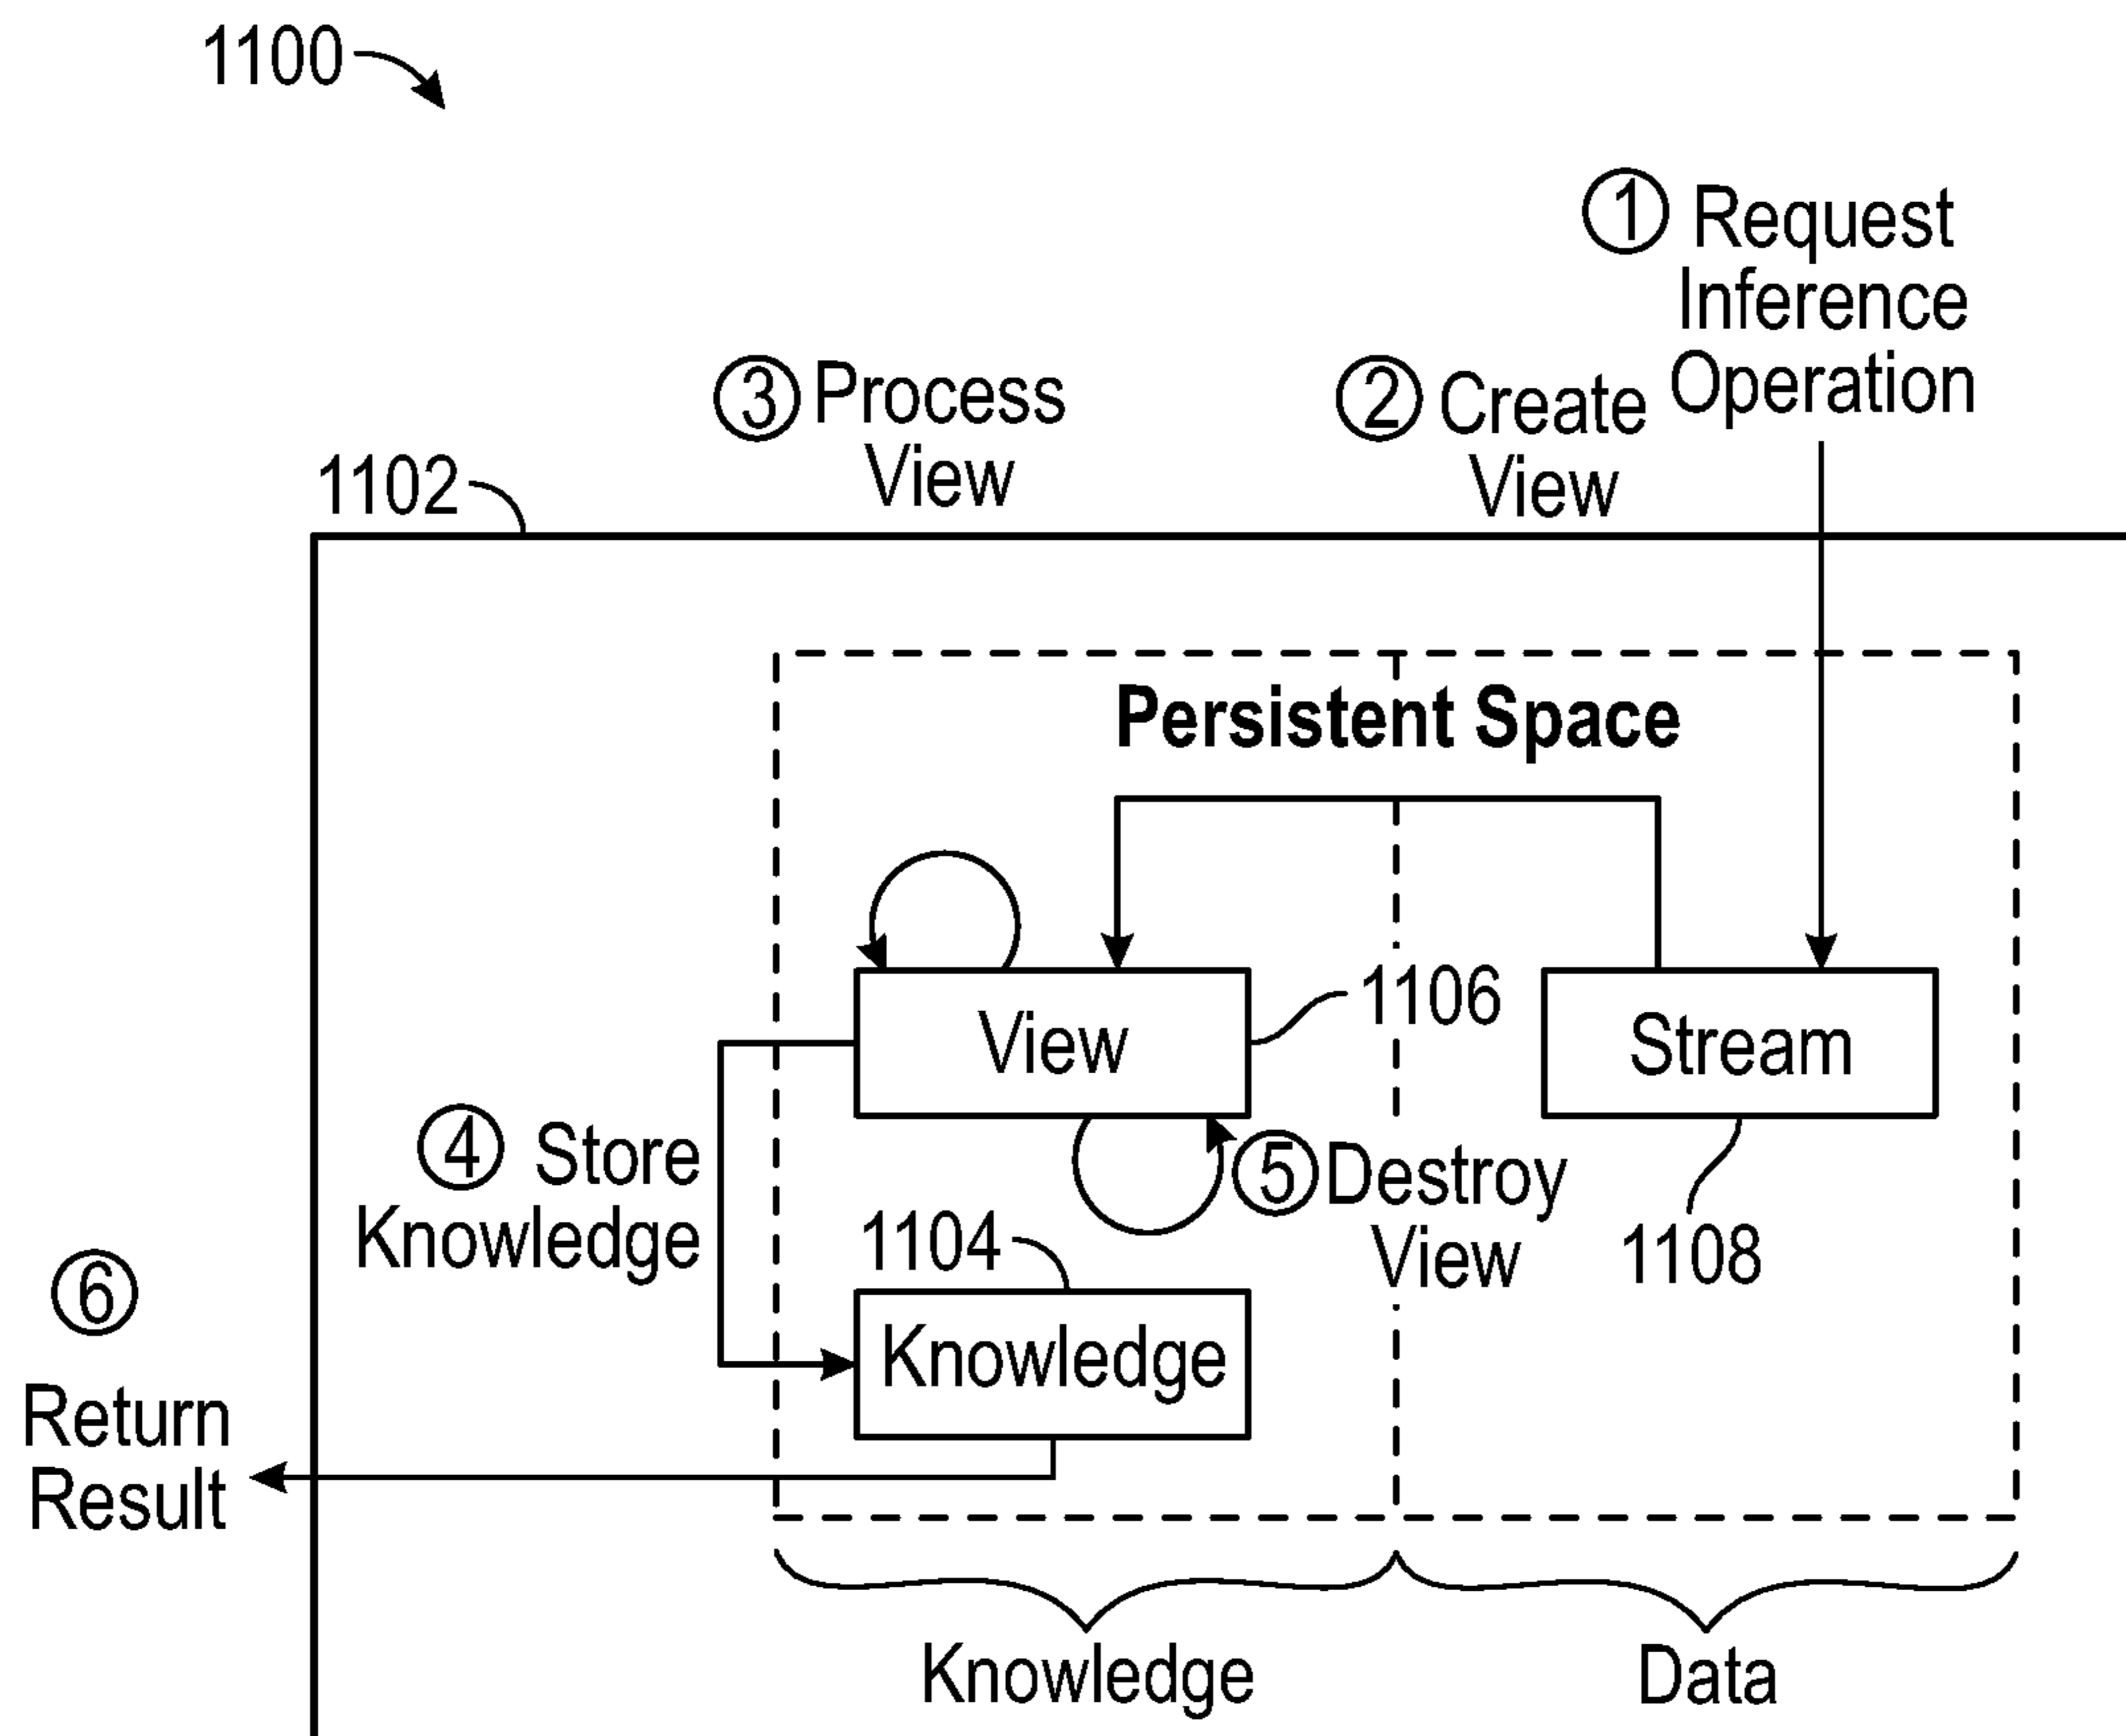 1100
① Request
Inference
Operation
③ Process
View
② Create
View
1102
Persistent Space
View
1106
Stream
④ Store
Knowledge
⑤ Destroy
View
1104
1108
Knowledge
⑥
Return
Result
Knowledge
Data